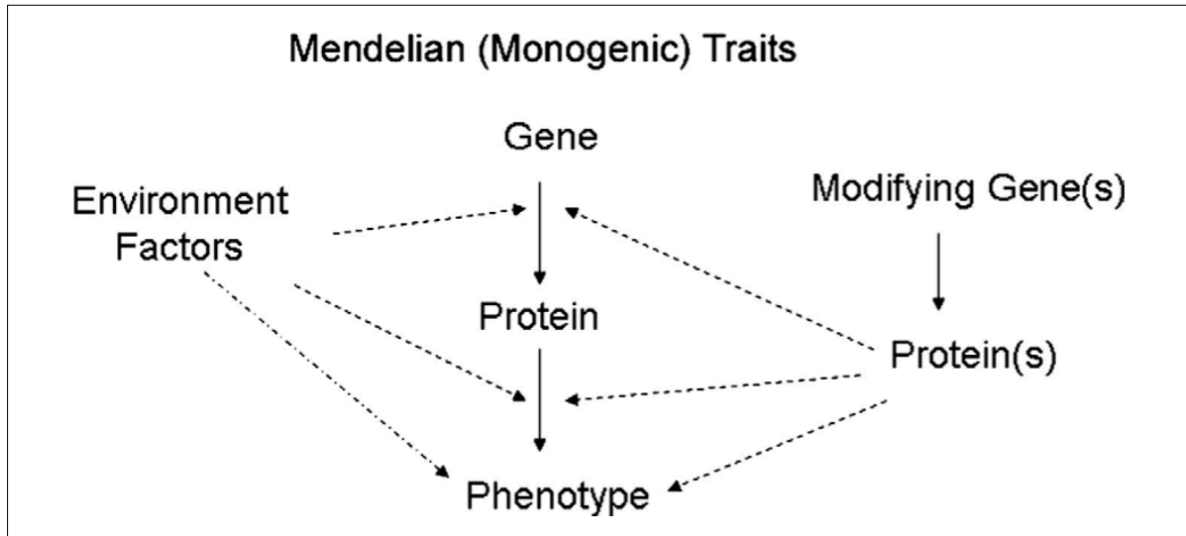 Mendelian (Monogenic) Traits
Gene
Environment
Factors
Modifying Gene(s)
Protein
Protein(s)
Phenotype